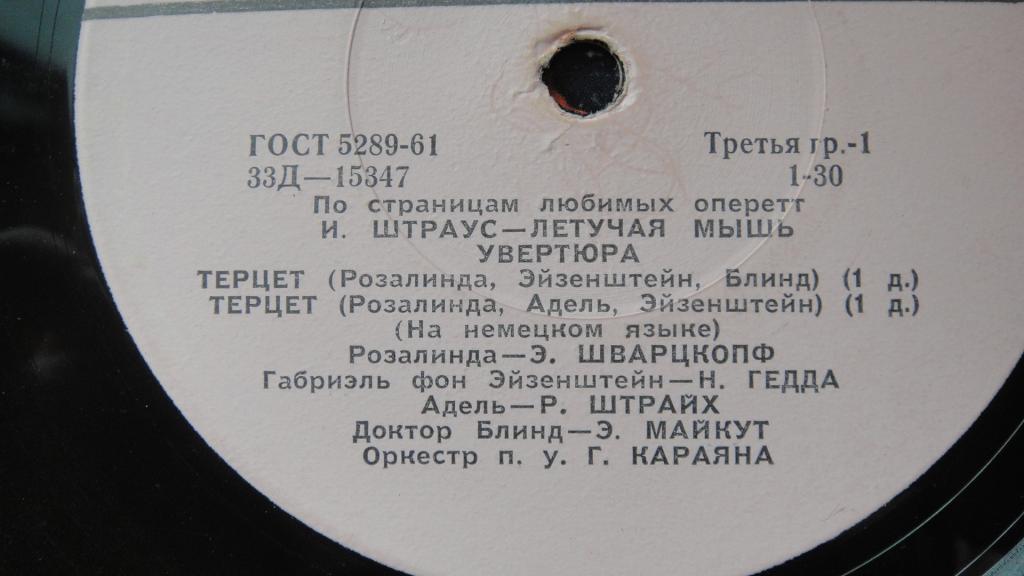 ГОСТ 5289-61 Третья гр.-1
33Д—15347 1-30
По страницам любимых оперетт
И. ШТРАУС—ЛЕТУЧАЯ МЫШЬ
УВЕРТЮРА
ТЕРЦЕТ (Розалинда, Эйзенштейн, Блинд) (1 д.)
ТЕРЦЕТ (Розалинда, Адель, Эйзенштейн) (1 д.)
(На немецком языке)
Розалинда—Э. ШВАРЦКОПФ
Габриэль фон Эйзенштейн—Н. ГЕДДА
Адель—Р. ШТРАЙХ
Доктор Блинд—Э. МАЙКУТ
Оркестр п. у. Г. КАРАЯНА